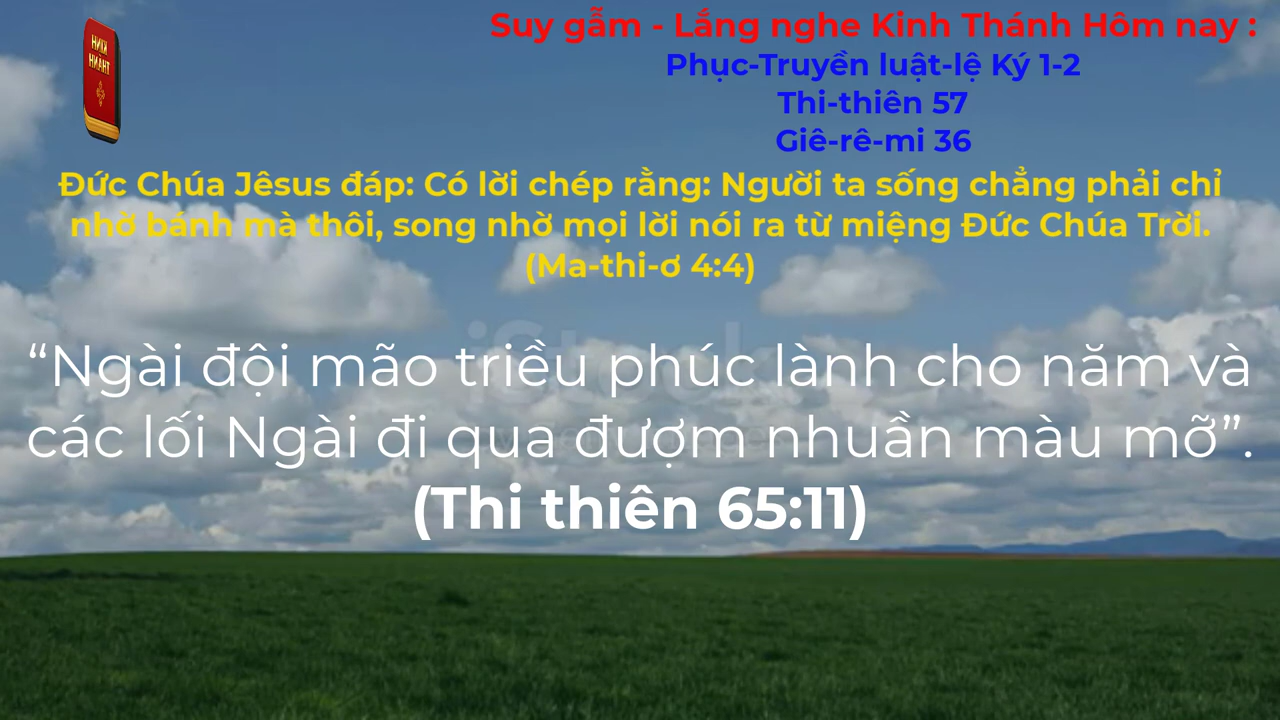 Suy gẫm - Lắng nghe Kinh Thánh Hôm nay :
Phục-Truyền luật-lệ Ký 1-2
Thi-thiên 57
Giê-rê-mi 36
KINH
THÁNH
Đức Chúa Jêsus đáp: Có lời chép rằng: Người ta sống chẳng phải chỉ
nhờ bánh mà thôi, song nhờ mọi lời nói ra từ miệng Đức Chúa Trời.
(Ma-thi-ơ 4:4)
iStock
“Ngài đội mão triều phúc lành cho năm và
các lối Ngài đi qua đượm nhuần màu mỡ”.
(Thi thiên 65:11)